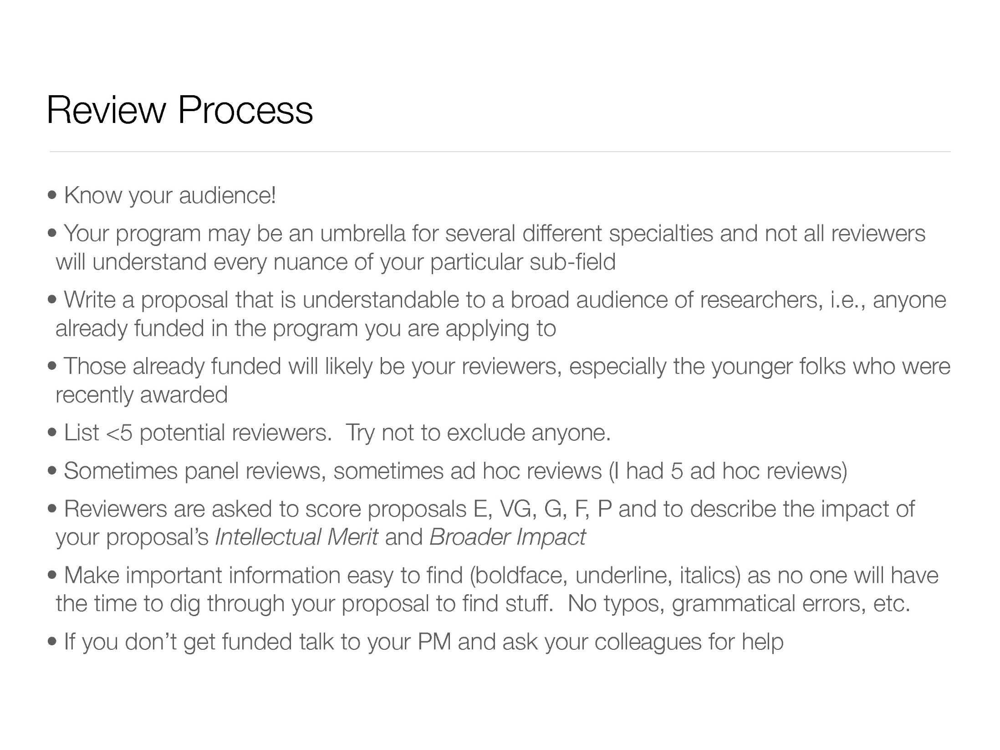 Review Process
• Know your audience!
• Your program may be an umbrella for several different specialties and not all reviewers
will understand every nuance of your particular sub-field
• Write a proposal that is understandable to a broad audience of researchers, i.e., anyone
already funded in the program you are applying to
• Those already funded will likely be your reviewers, especially the younger folks who were
recently awarded
• List <5 potential reviewers.  Try not to exclude anyone.
• Sometimes panel reviews, sometimes ad hoc reviews (I had 5 ad hoc reviews)
• Reviewers are asked to score proposals E, VG, G, F, P and to describe the impact of
your proposal’s Intellectual Merit and Broader Impact
• Make important information easy to find (boldface, underline, italics) as no one will have
the time to dig through your proposal to find stuff.  No typos, grammatical errors, etc.
• If you don’t get funded talk to your PM and ask your colleagues for help